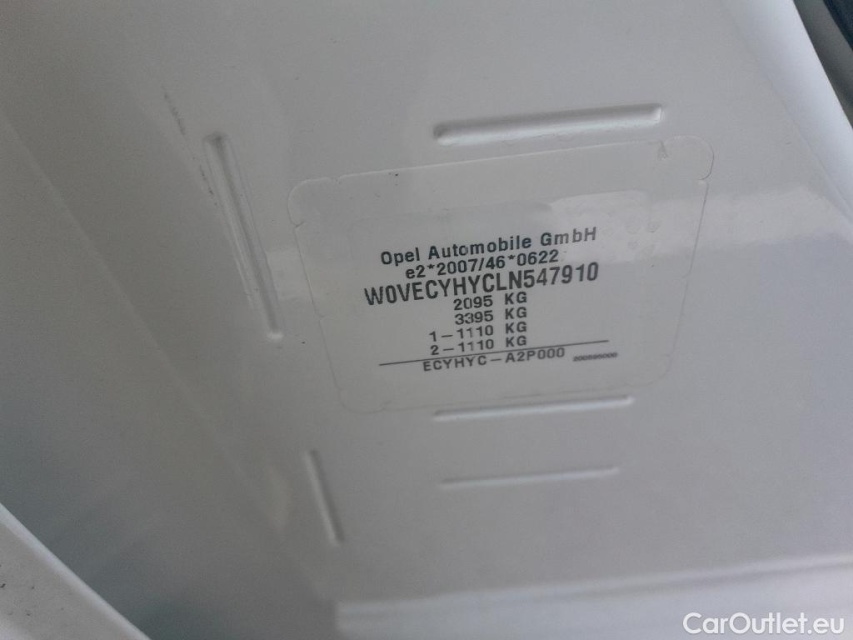 Opel Automobile GmbH
e2*2007/46*0622
W0VECYHYCLN547910
2095 KG
3395 KG
1-1110 KG
2-1110 KG
ECYHYC-A2P000
CarOutlet.eu